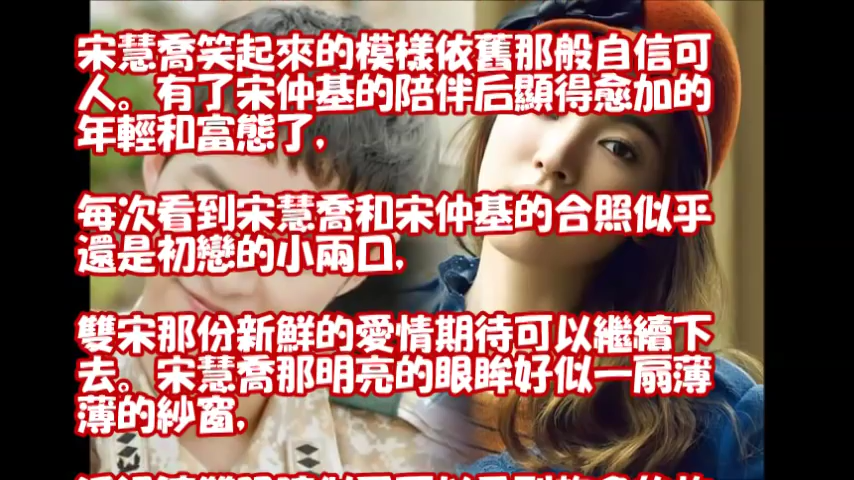 宋慧喬笑起來的模樣依舊那般自信可
人。有了宋仲基的陪伴后顯得愈加的
年輕和富態了,
每次看到宋慧喬和宋仲基的合照似乎
還是初戀的小兩口,
雙宋那份新鮮的愛情期待可以繼續下
去。宋慧喬那明亮的眼眸好似一扇薄
薄的紗窗,